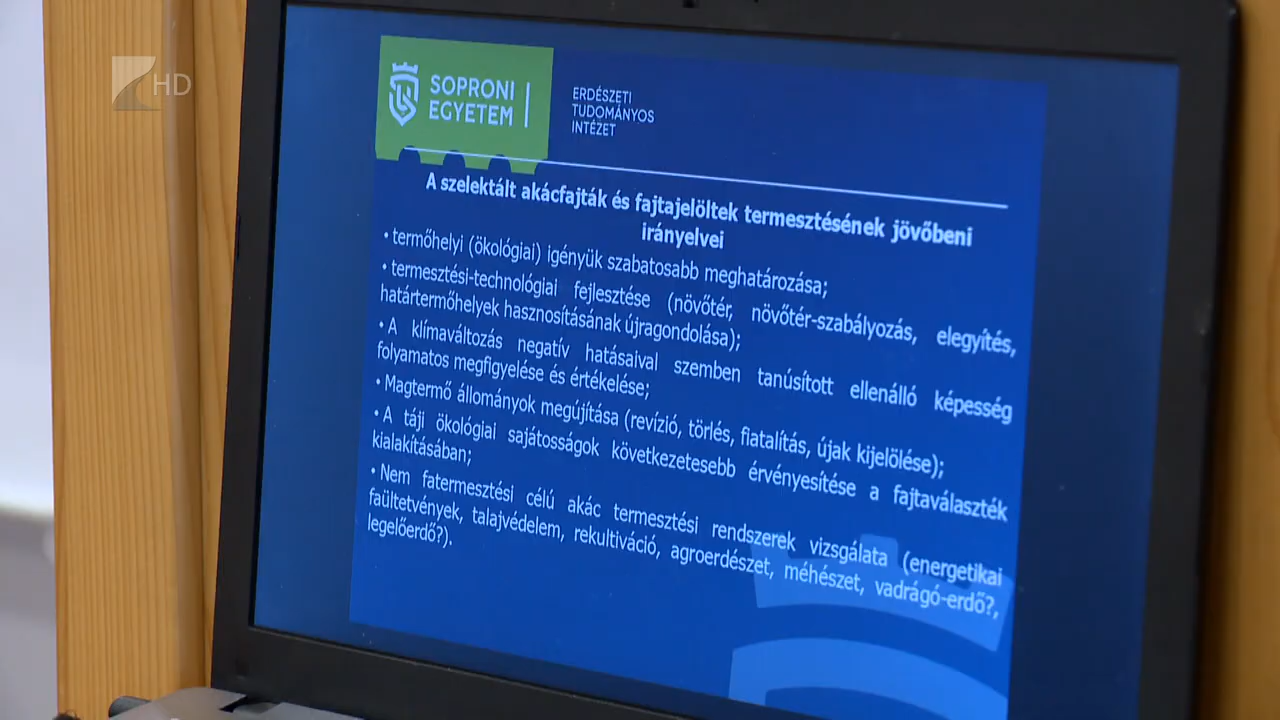 HD
SOPRONI
EGYETEM
ERDÉSZETI
TUDOMÁNYOS
INTÉZET
A szelektált akácfajták és fajtajelöltek termesztésének jövőbeni
irányelvei
• termőhelyi (ökológiai) igényük szabatosabb meghatározása;
• termesztési-technológiai fejlesztése (növőtér, növőtér-szabályozás, elegyítés,
határtermőhelyek hasznosításának újragondolása);
• A klímaváltozás negatív hatásaival szemben tanúsított ellenálló képesség
folyamatos megfigyelése és értékelése;
• Magtermő állományok megújítása (revízió, törlés, fiatalítás, újak kijelölése);
• A táji ökológiai sajátosságok következetesebb érvényesítése a fajtaválaszték
kialakításában;
• Nem fatermesztési célú akác termesztési rendszerek vizsgálata (energetikai
faültetvények, talajvédelem, rekultiváció, agroerdészet, méhészet, vadrágó-erdő?,
legelőerdő?).